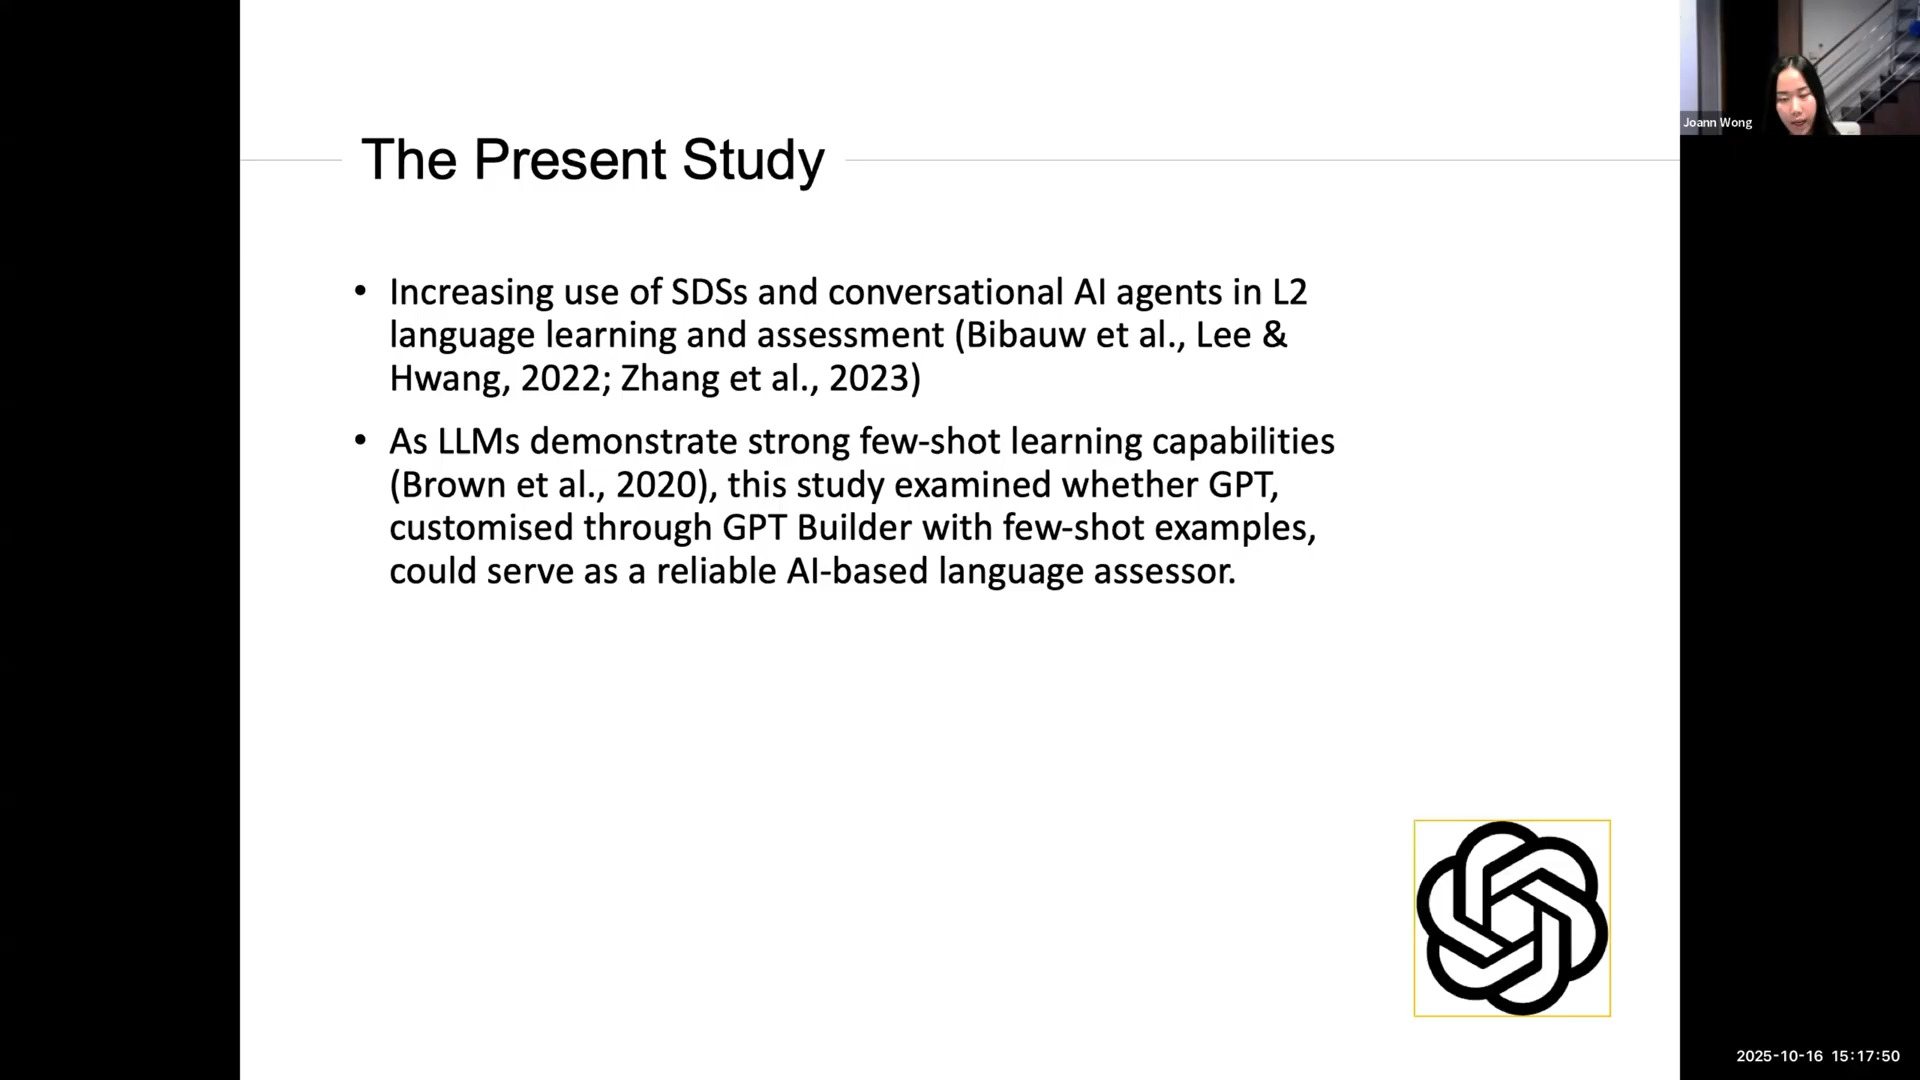 The Present Study
• Increasing use of SDSs and conversational AI agents in L2
language learning and assessment (Bibauw et al., Lee &
Hwang, 2022; Zhang et al., 2023)
• As LLMs demonstrate strong few-shot learning capabilities
(Brown et al., 2020), this study examined whether GPT,
customised through GPT Builder with few-shot examples,
could serve as a reliable AI-based language assessor.
Joann Wong
2025-10-16 15:17:50